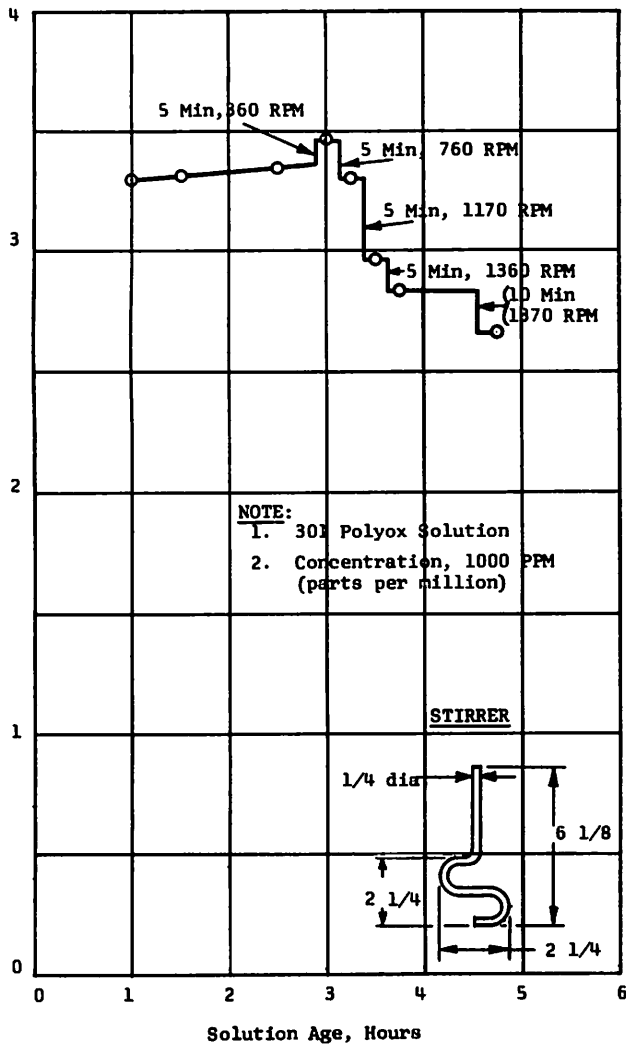 4
5 Min, 360 RPM
5 Min, 760 RPM
5 Min, 1170 RPM
3
5 Min, 1360 RPM
(10 Min
(1370 RPM
2
NOTE:
1. 301 Polyox Solution
2. Concentration, 1000 PPM
(parts per million)
STIRRER
1
1/4 dia
6 1/8
2 1/4
2 1/4
0
0 1 2 3 4 5 6
Solution Age, Hours